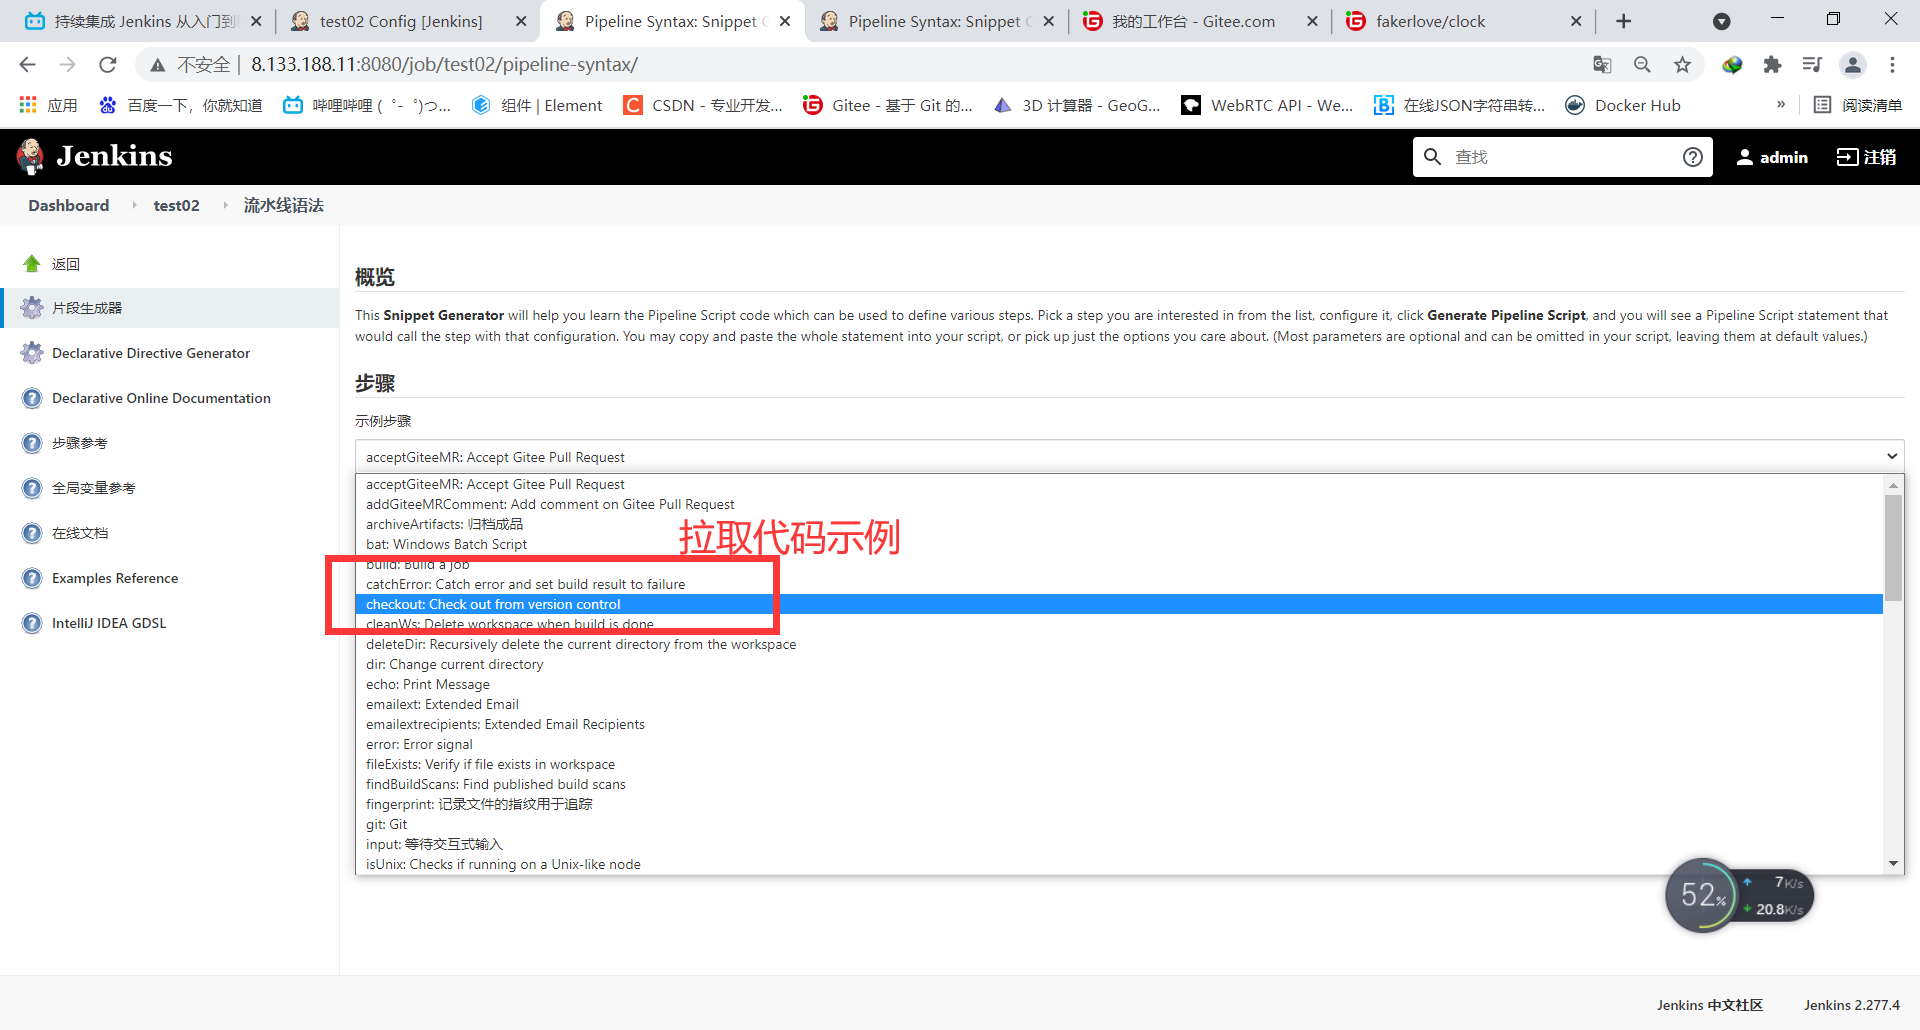 持续集成 Jenkins 从入门到
test02 Config [Jenkins]
Pipeline Syntax: Snippet
Pipeline Syntax: Snippet
我的工作台 - Gitee.com
fakerlove/clock
不安全
8.133.188.11:8080/job/test02/pipeline-syntax/
应用
百度一下，你就知道
哔哩哔哩 (゜-゜)つ...
组件 | Element
CSDN - 专业开发...
Gitee - 基于 Git 的...
3D 计算器 - GeoG...
WebRTC API - We...
在线JSON字符串转...
Docker Hub
»
阅读清单
Jenkins
查找
admin
注销
Dashboard
test02
流水线语法
返回
片段生成器
Declarative Directive Generator
Declarative Online Documentation
步骤参考
全局变量参考
在线文档
Examples Reference
IntelliJ IDEA GDSL
概览
This Snippet Generator will help you learn the Pipeline Script code which can be used to define various steps. Pick a step you are interested in from the list, configure it, click Generate Pipeline Script, and you will see a Pipeline Script statement that
would call the step with that configuration. You may copy and paste the whole statement into your script, or pick up just the options you care about. (Most parameters are optional and can be omitted in your script, leaving them at default values.)
步骤
示例步骤
acceptGiteeMR: Accept Gitee Pull Request
acceptGiteeMR: Accept Gitee Pull Request
addGiteeMRComment: Add comment on Gitee Pull Request
archiveArtifacts: 归档成品
拉取代码示例
bat: Windows Batch Script
build: Build a job
catchError: Catch error and set build result to failure
checkout: Check out from version control
cleanWs: Delete workspace when build is done
deleteDir: Recursively delete the current directory from the workspace
dir: Change current directory
echo: Print Message
emailext: Extended Email
emailextrecipients: Extended Email Recipients
error: Error signal
fileExists: Verify if file exists in workspace
findBuildScans: Find published build scans
fingerprint: 记录文件的指纹用于追踪
git: Git
input: 等待交互式输入
isUnix: Checks if running on a Unix-like node
52%
7K/s
20.8K/s
Jenkins 中文社区
Jenkins 2.277.4